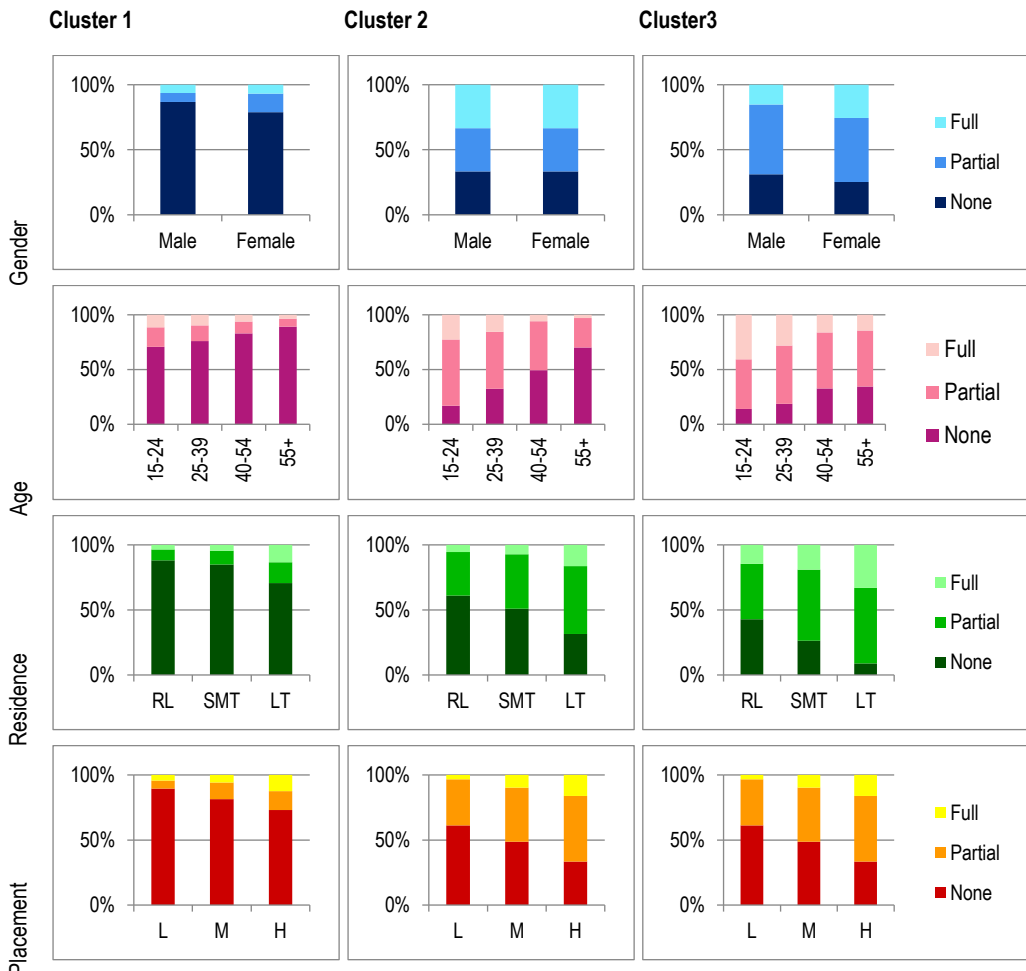 Cluster 1 Cluster 2 Cluster3
Gender
100% 100% 100%
50% 50% 50%
0% 0% 0%
Male Female Male Female Male Female
Full
Partial
None
Age
100% 100% 100%
50% 50% 50%
0% 0% 0%
15-24 25-39 40-54 55+ 15-24 25-39 40-54 55+ 15-24 25-39 40-54 55+
Full
Partial
None
Residence
100% 100% 100%
50% 50% 50%
0% 0% 0%
RL SMT LT RL SMT LT RL SMT LT
Full
Partial
None
Placement
100% 100% 100%
50% 50% 50%
0% 0% 0%
L M H L M H L M H
Full
Partial
None